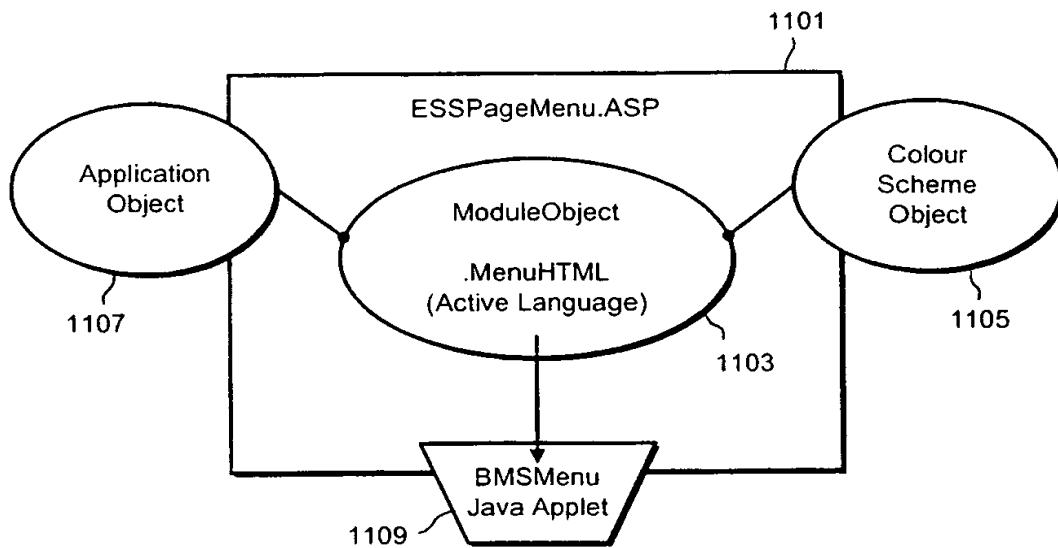 1101
ESSPageMenu.ASP
Application
Object
Colour
Scheme
Object
ModuleObject
.MenuHTML
(Active Language)
1107
1105
1103
BMSMenu
Java Applet
1109